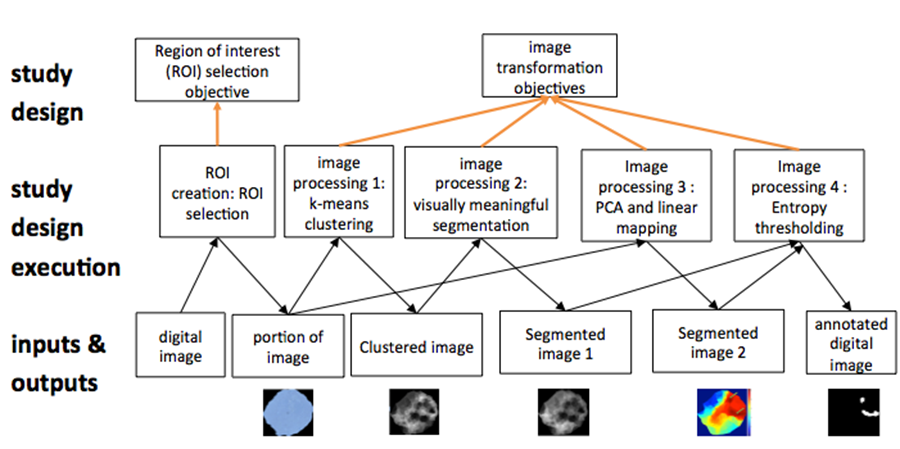 study
design
Region of interest
(ROI) selection
objective
image
transformation
objectives
study
design
execution
ROI
creation: ROI
selection
image
processing 1:
k-means
clustering
image
processing 2:
visually meaningful
segmentation
Image
processing 3 :
PCA and linear
mapping
Image
processing 4 :
Entropy
thresholding
inputs &
outputs
digital
image
portion of
image
Clustered image
Segmented
image 1
Segmented
image 2
annotated
digital
image